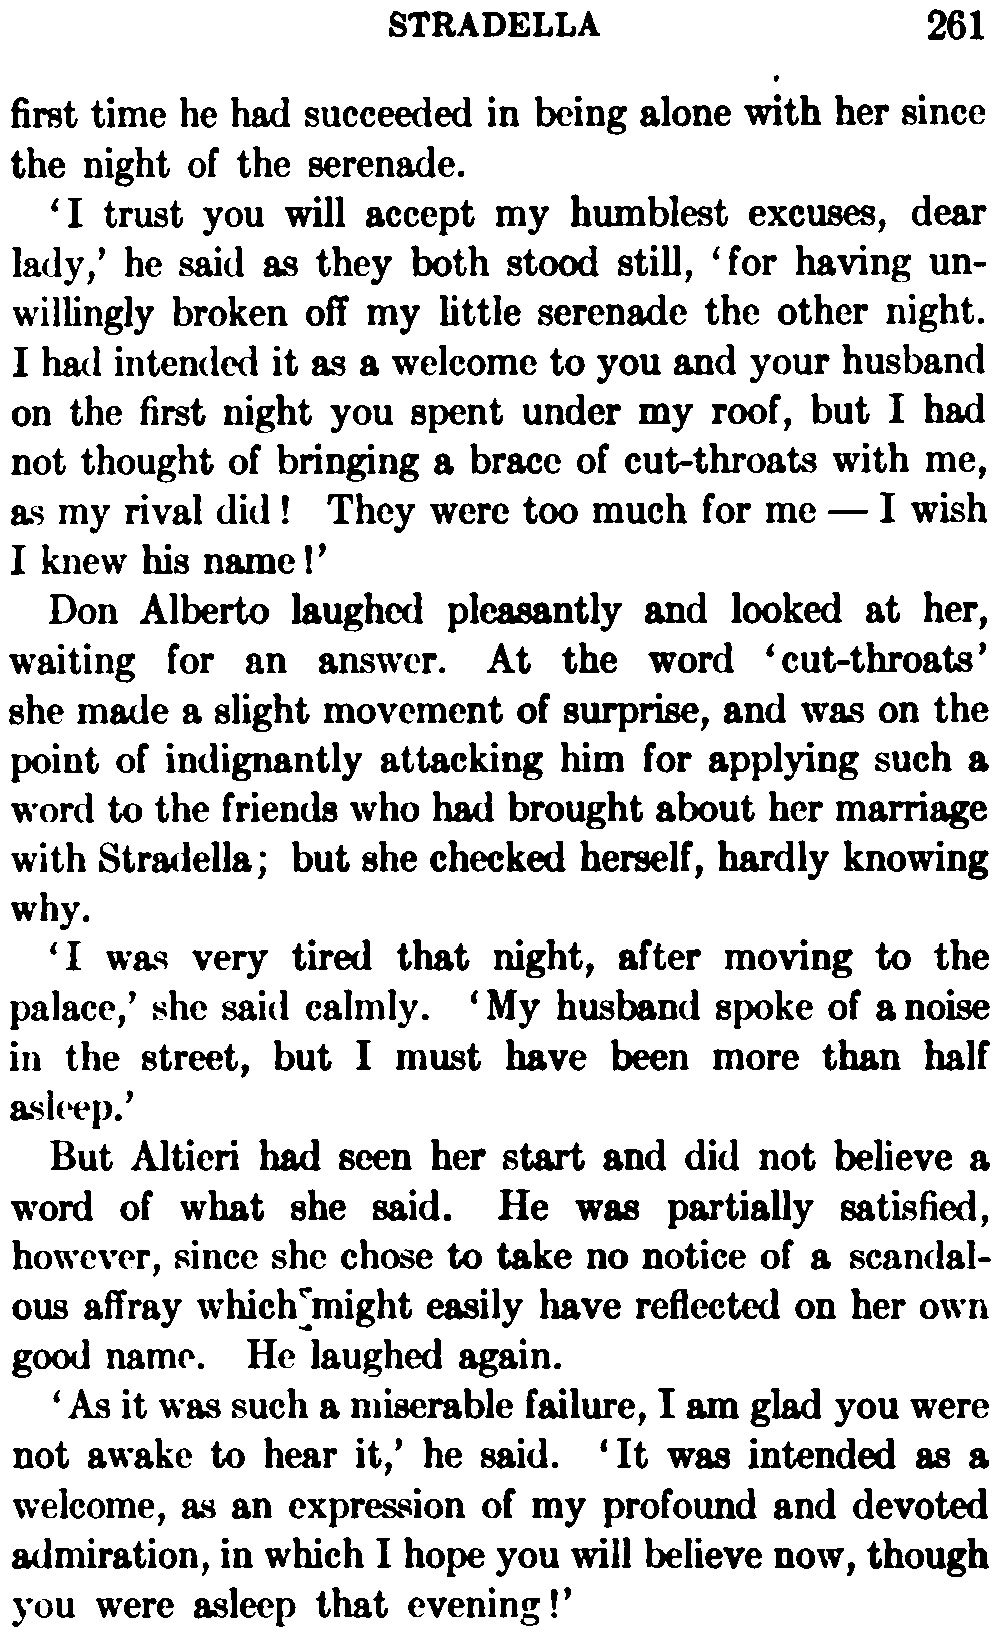 STRADELLA 261
first time he had succeeded in being alone with her since
the night of the serenade.
‘I trust you will accept my humblest excuses, dear
lady,’ he said as they both stood still, ‘for having un-
willingly broken off my little serenade the other night.
I had intended it as a welcome to you and your husband
on the first night you spent under my roof, but I had
not thought of bringing a brace of cut-throats with me,
as my rival did! They were too much for me — I wish
I knew his name!’
Don Alberto laughed pleasantly and looked at her,
waiting for an answer. At the word ‘cut-throats’
she made a slight movement of surprise, and was on the
point of indignantly attacking him for applying such a
word to the friends who had brought about her marriage
with Stradella; but she checked herself, hardly knowing
why.
‘I was very tired that night, after moving to the
palace,’ she said calmly. ‘My husband spoke of a noise
in the street, but I must have been more than half
asleep.’
But Altieri had seen her start and did not believe a
word of what she said. He was partially satisfied,
however, since she chose to take no notice of a scandal-
ous affray which might easily have reflected on her own
good name. He laughed again.
‘As it was such a miserable failure, I am glad you were
not awake to hear it,’ he said. ‘It was intended as a
welcome, as an expression of my profound and devoted
admiration, in which I hope you will believe now, though
you were asleep that evening!’